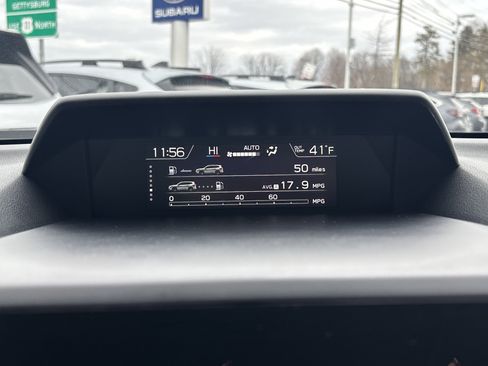 GETTYSBURG
NORTH
SUBARU
11:56 HI AUTO OUT TEMP 41°F
50 miles
AVG. A 17.9 MPG
0 20 40 60 MPG